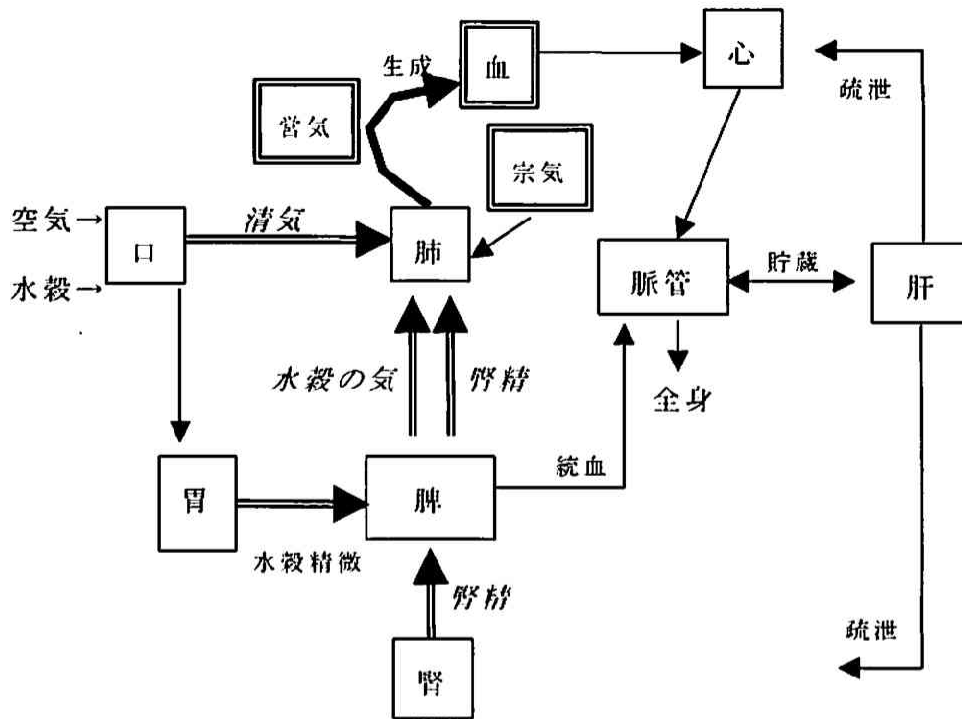 生成
血
心
疏泄
営気
宗気
空気→
口
清気
肺
水穀→
脈管
貯蔵
肝
水穀の気
腎精
全身
胃
脾
統血
水穀精微
腎精
疏泄
腎